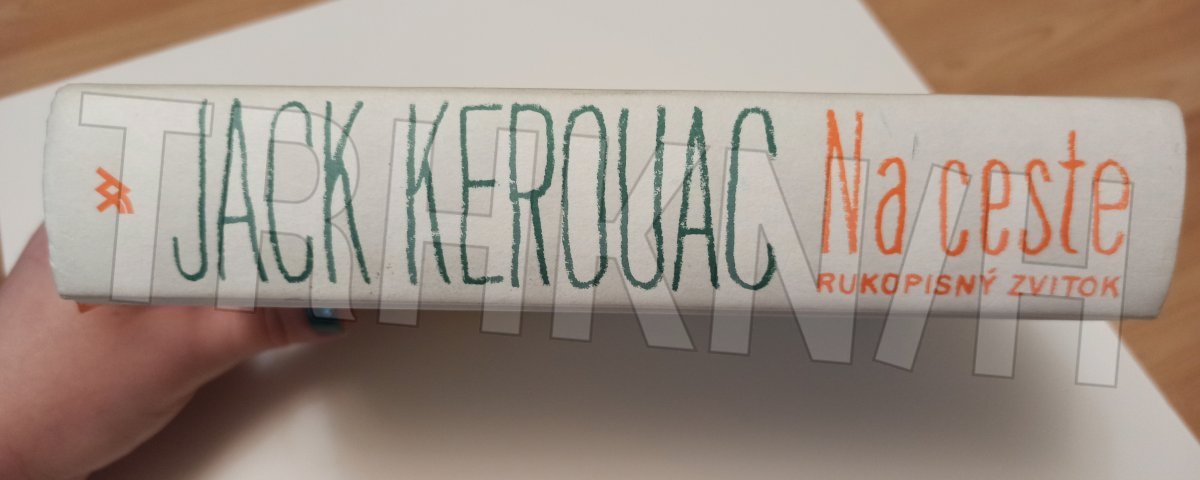 JACK KEROUAC
Na ceste
RUKOPISNÝ ZVITOK